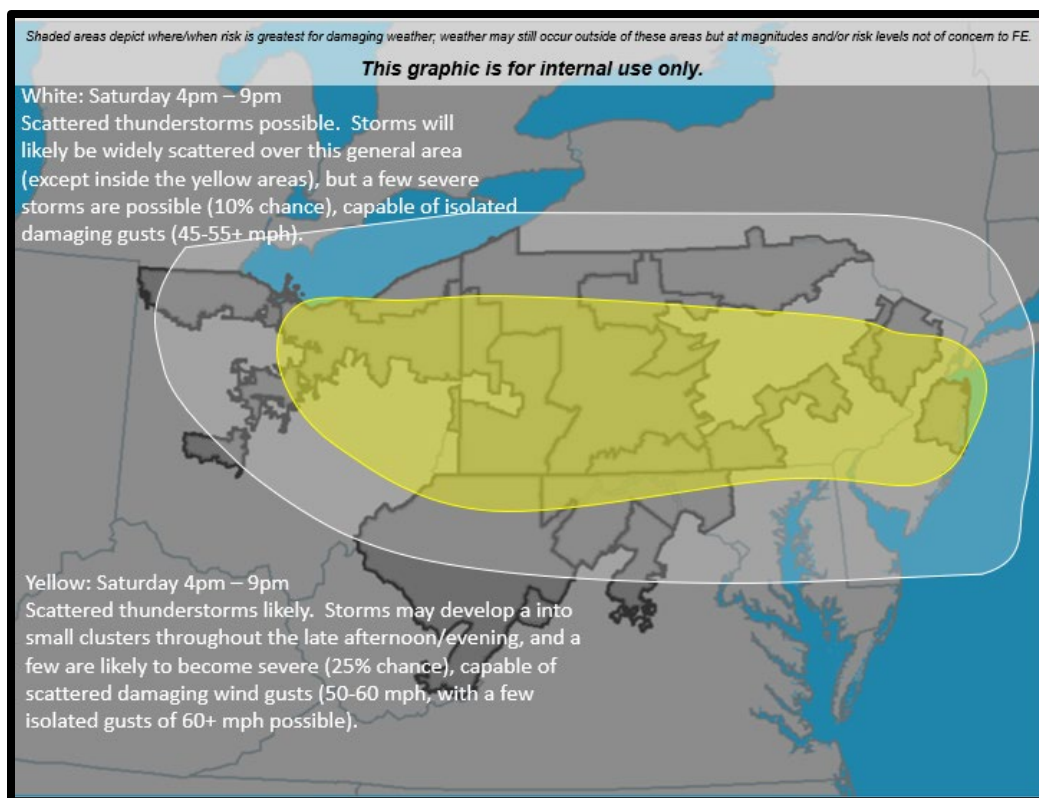 Shaded areas depict where/when risk is greatest for damaging weather; weather may still occur outside of these areas but at magnitudes and/or risk levels not of concern to FE.
This graphic is for internal use only.
White: Saturday 4pm – 9pm
Scattered thunderstorms possible.  Storms will
likely be widely scattered over this general area
(except inside the yellow areas), but a few severe
storms are possible (10% chance), capable of isolated
damaging gusts (45-55+ mph).
Yellow: Saturday 4pm – 9pm
Scattered thunderstorms likely.  Storms may develop a into
small clusters throughout the late afternoon/evening, and a
few are likely to become severe (25% chance), capable of
scattered damaging wind gusts (50-60 mph, with a few
isolated gusts of 60+ mph possible).